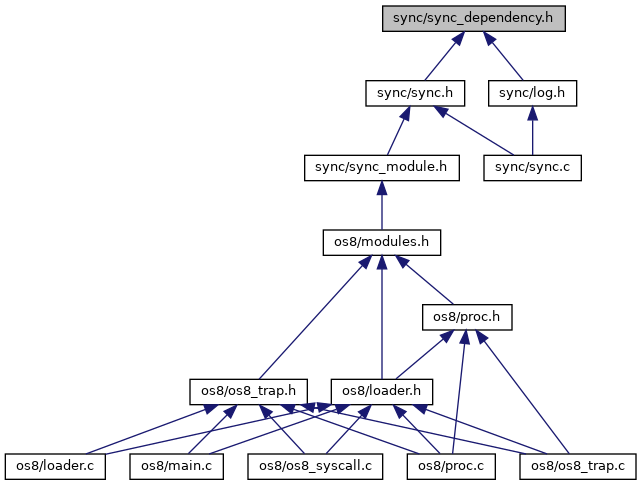 sync/sync_dependency.h
sync/sync.h
sync/log.h
sync/sync_module.h
sync/sync.c
os8/modules.h
os8/proc.h
os8/os8_trap.h
os8/loader.h
os8/loader.c
os8/main.c
os8/os8_syscall.c
os8/proc.c
os8/os8_trap.c